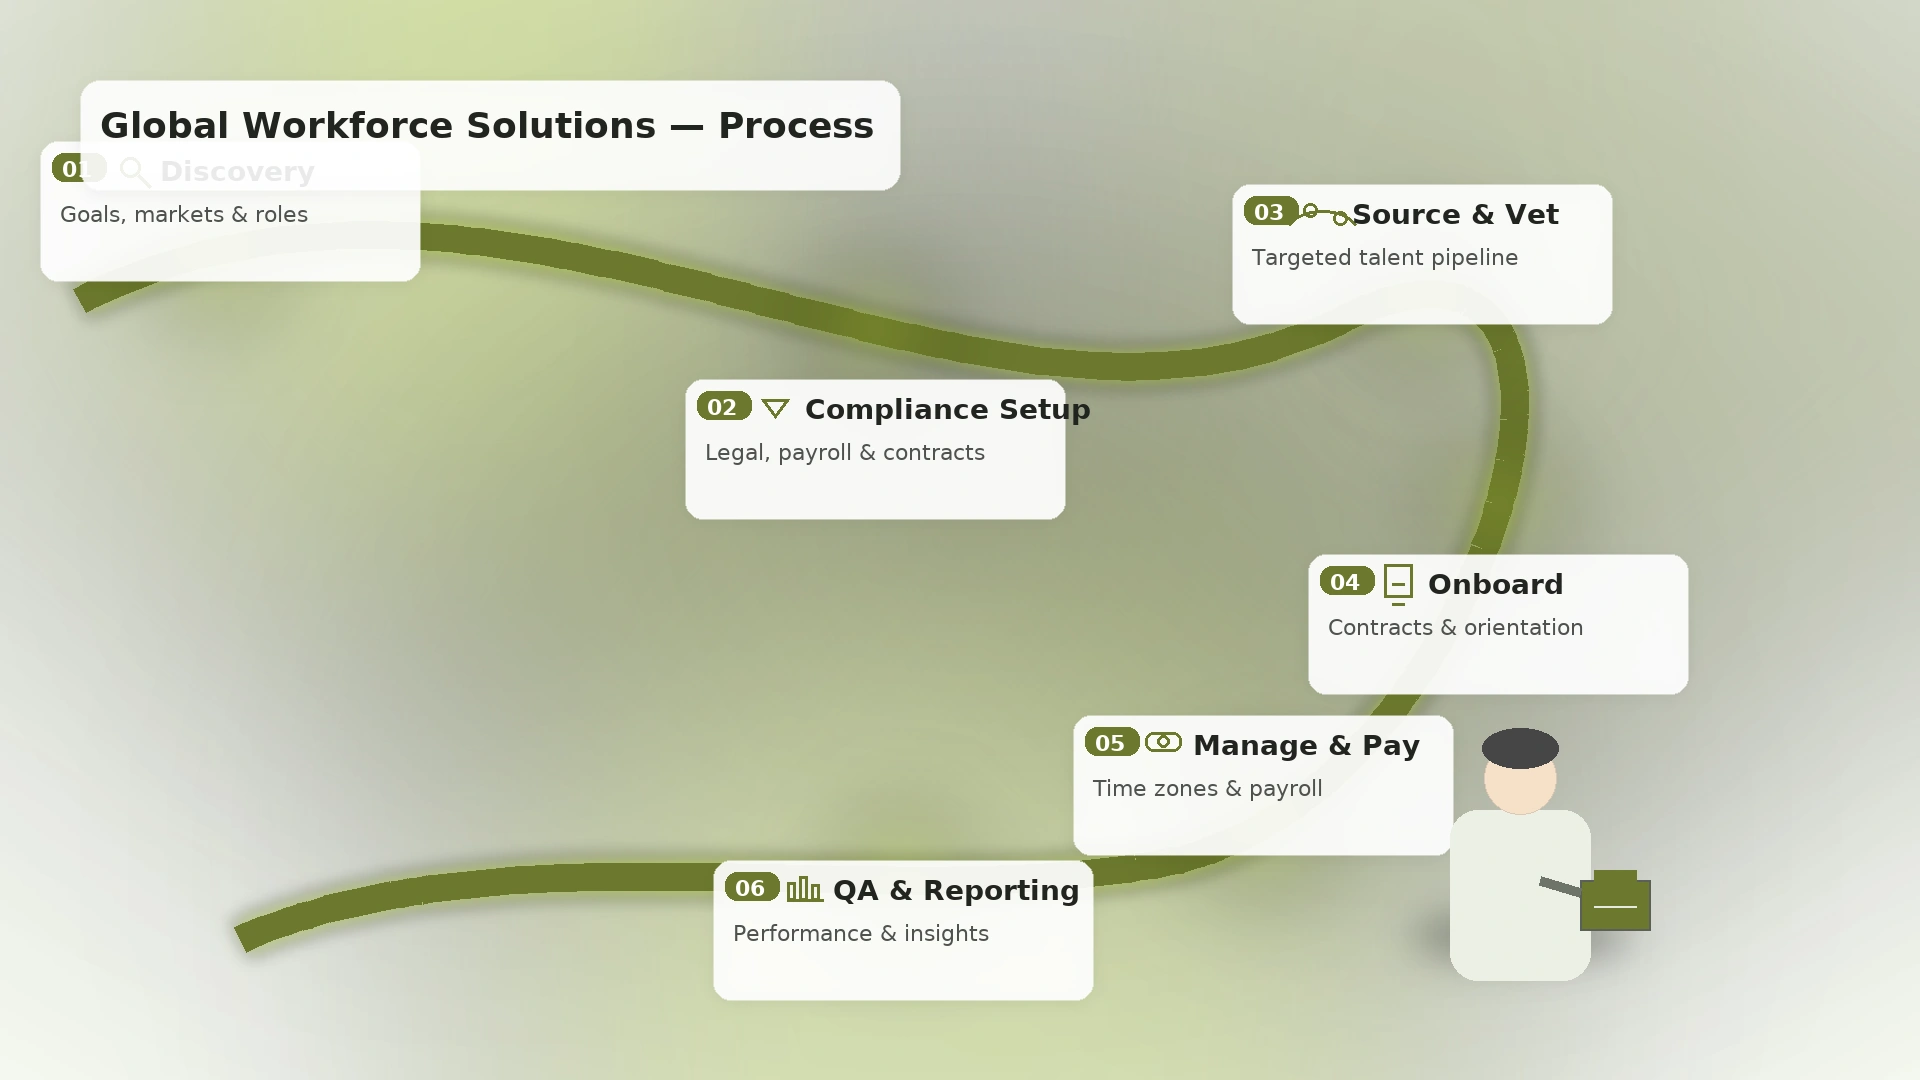 Global Workforce Solutions — Process
01 Discovery
Goals, markets & roles
02 Compliance Setup
Legal, payroll & contracts
03 Source & Vet
Targeted talent pipeline
04 Onboard
Contracts & orientation
05 Manage & Pay
Time zones & payroll
06 QA & Reporting
Performance & insights